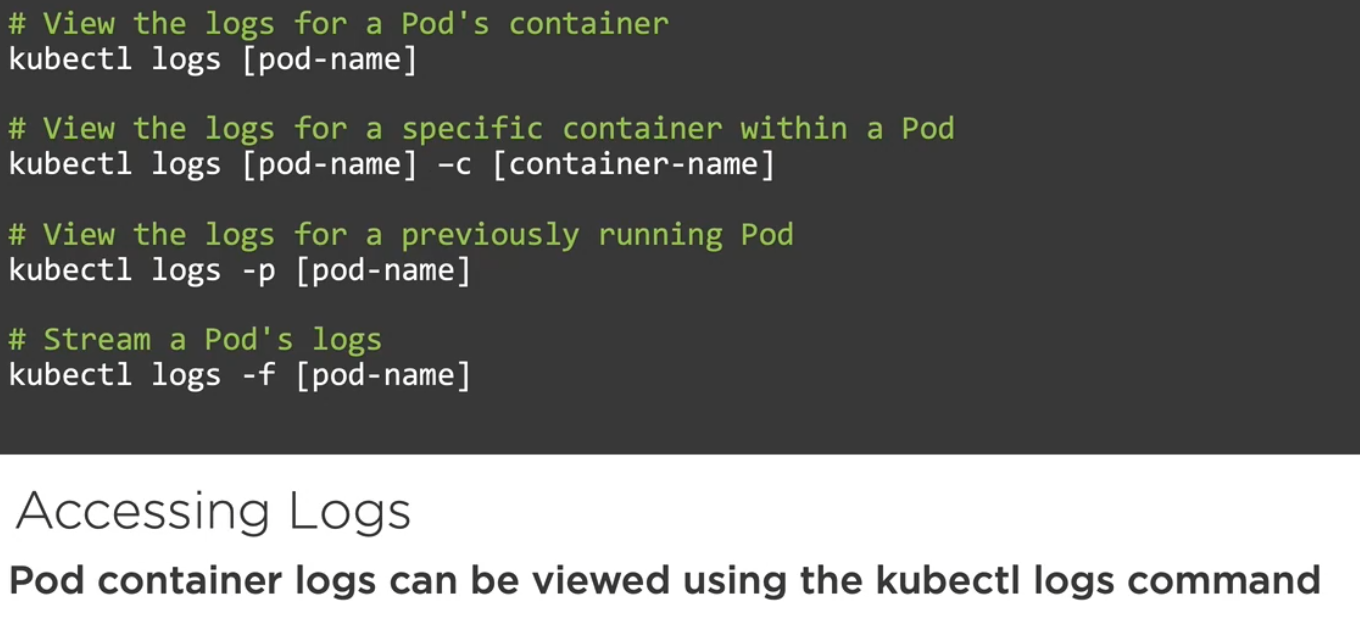 # View the logs for a Pod's container
kubectl logs [pod-name]
# View the logs for a specific container within a Pod
kubectl logs [pod-name] –c [container-name]
# View the logs for a previously running Pod
kubectl logs -p [pod-name]
# Stream a Pod's logs
kubectl logs -f [pod-name]
Accessing Logs
Pod container logs can be viewed using the kubectl logs command